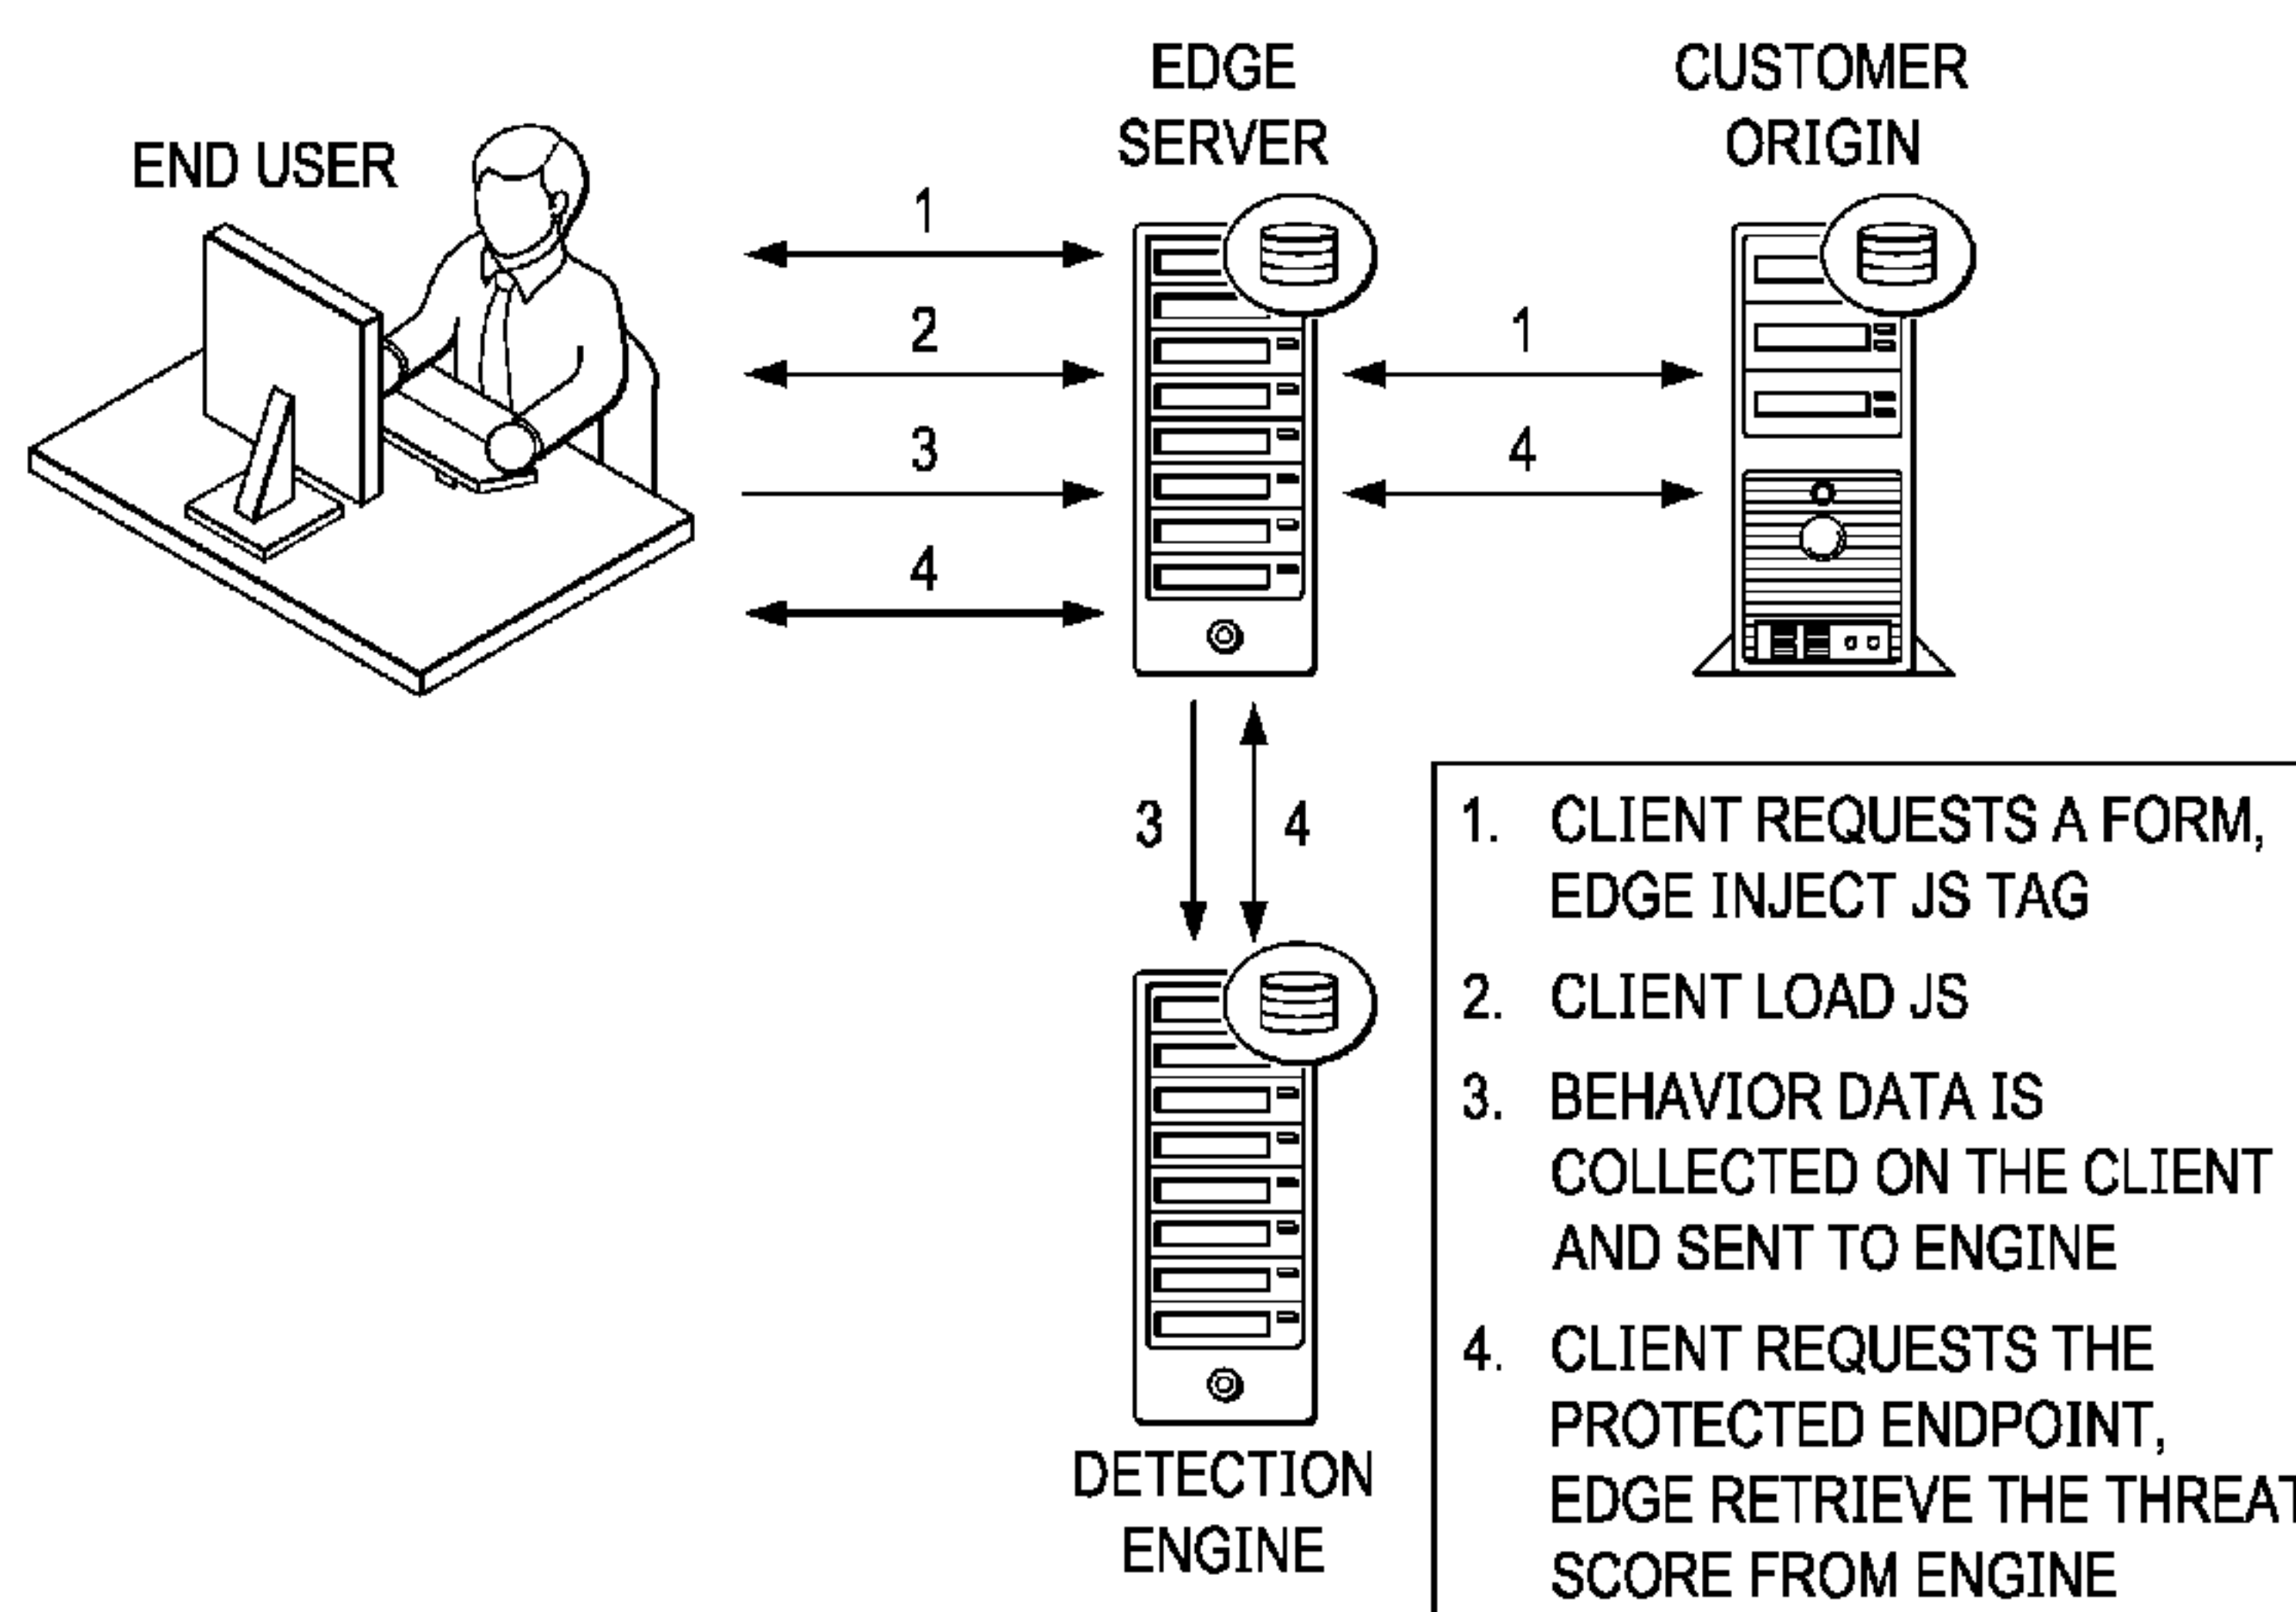 EDGE
SERVER
CUSTOMER
ORIGIN
END USER
1
2
3
4
1
4
3
4
DETECTION
ENGINE
1. CLIENT REQUESTS A FORM,
EDGE INJECT JS TAG
2. CLIENT LOAD JS
3. BEHAVIOR DATA IS
COLLECTED ON THE CLIENT
AND SENT TO ENGINE
4. CLIENT REQUESTS THE
PROTECTED ENDPOINT,
EDGE RETRIEVE THE THREAT
SCORE FROM ENGINE